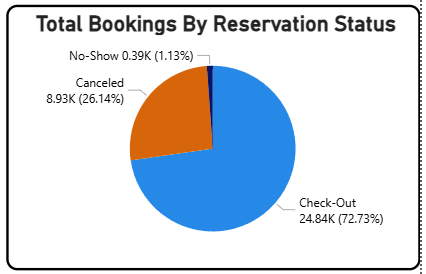 Total Bookings By Reservation Status
No-Show 0.39K (1.13%)
Canceled
8.93K (26.14%)
Check-Out
24.84K (72.73%)